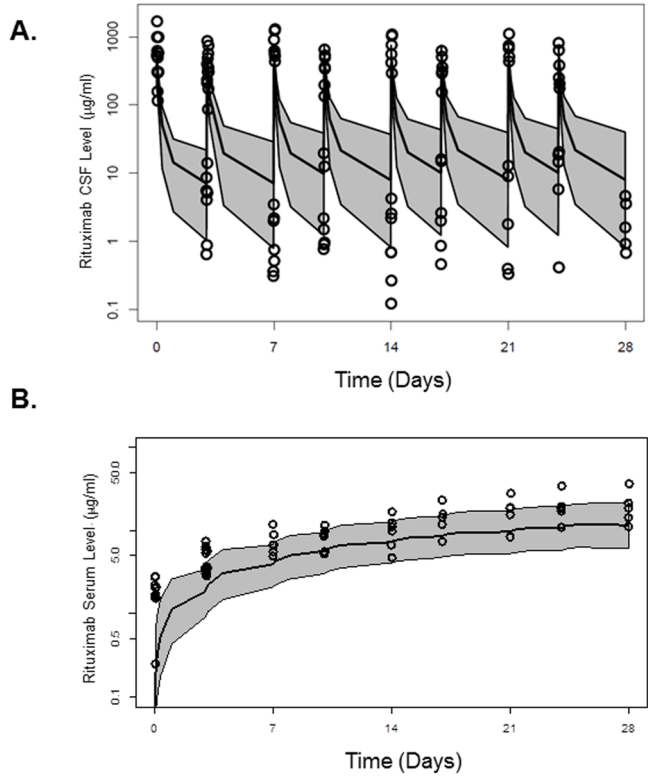 A.
Rituximab CSF Level (μg/ml)
1000
100
10
1
0.1
0 7 14 21 28
Time (Days)
B.
Rituximab Serum Level (μg/ml)
50.0
5.0
0.5
0.1
0 7 14 21 28
Time (Days)